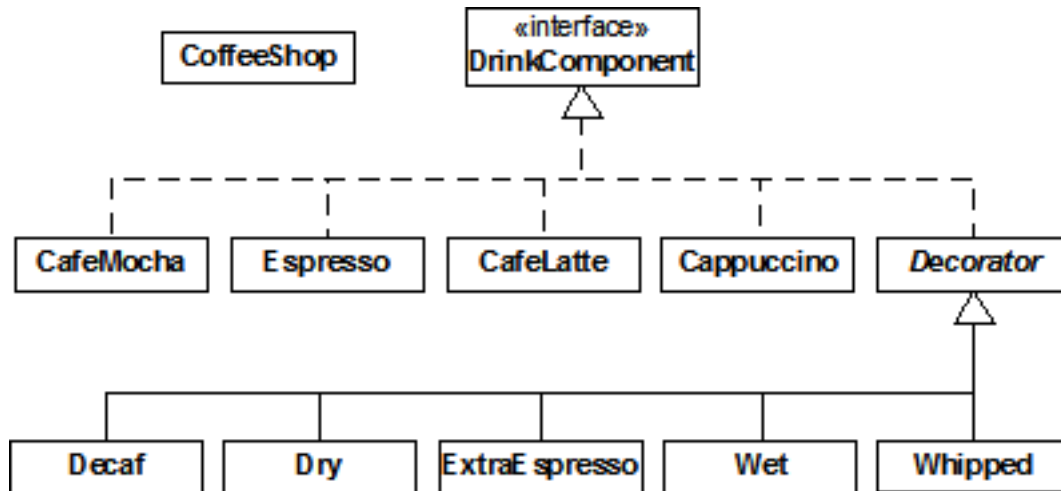 CoffeeShop
«interface»
DrinkComponent
CafeMocha
Espresso
CafeLatte
Cappuccino
Decorator
Decaf
Dry
ExtraEspresso
Wet
Whipped